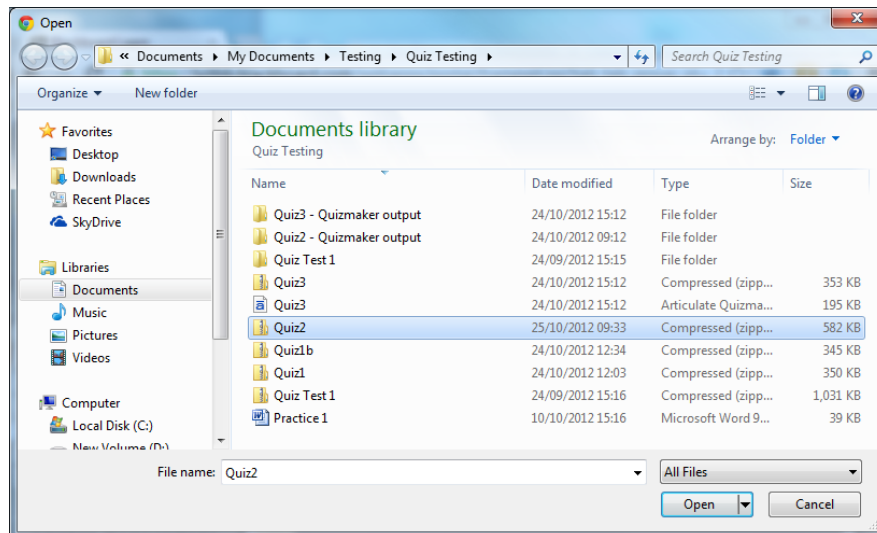 Open
« Documents ▸ My Documents ▸ Testing ▸ Quiz Testing ▸ Search Quiz Testing
Organize New folder
Favorites
Desktop
Downloads
Recent Places
SkyDrive
Libraries
Documents
Music
Pictures
Videos
Computer
Local Disk (C:)
New Volume (D:)
Documents library
Quiz Testing
Arrange by: Folder
Name Date modified Type Size
Quiz3 - Quizmaker output 24/10/2012 15:12 File folder
Quiz2 - Quizmaker output 24/10/2012 09:12 File folder
Quiz Test 1 24/09/2012 15:15 File folder
Quiz3 24/10/2012 15:12 Compressed (zipp... 353 KB
Quiz3 24/10/2012 15:12 Articulate Quizma... 195 KB
Quiz2 25/10/2012 09:33 Compressed (zipp... 582 KB
Quiz1b 24/10/2012 12:34 Compressed (zipp... 345 KB
Quiz1 24/10/2012 12:03 Compressed (zipp... 350 KB
Quiz Test 1 24/09/2012 15:16 Compressed (zipp... 1,031 KB
Practice 1 10/10/2012 15:16 Microsoft Word 9... 39 KB
File name: Quiz2 All Files
Open Cancel